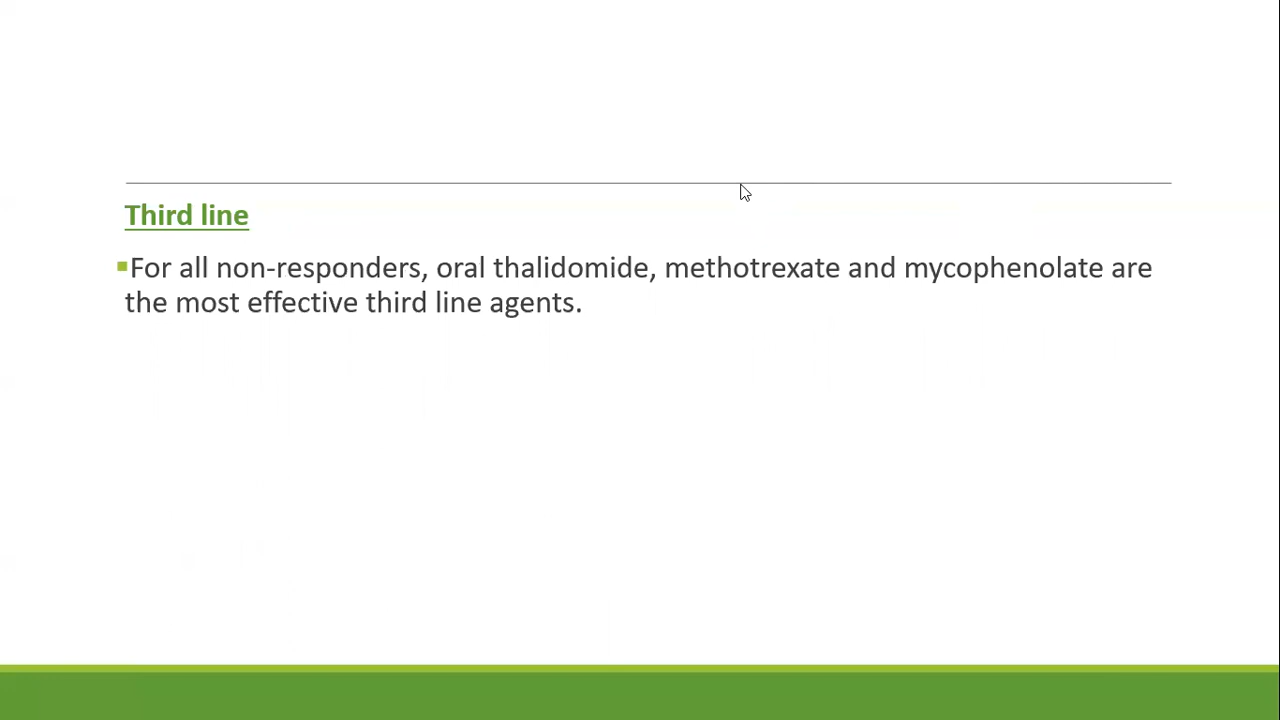 Third line
▪For all non-responders, oral thalidomide, methotrexate and mycophenolate are
the most effective third line agents.